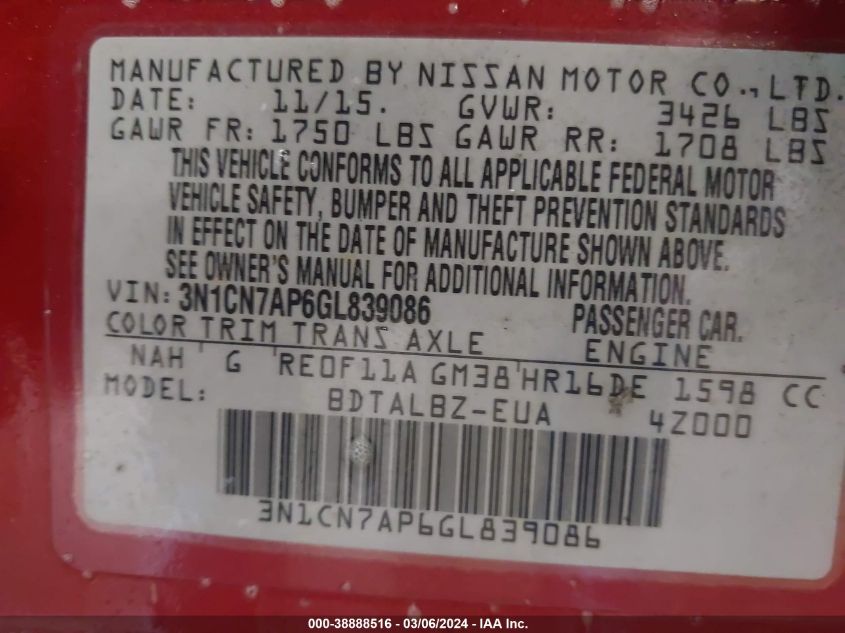 MANUFACTURED BY NISSAN MOTOR CO., LTD.
DATE: 11/15. GVWR: 3426 LBS
GAWR FR: 1750 LBS GAWR RR: 1708 LBS
THIS VEHICLE CONFORMS TO ALL APPLICABLE FEDERAL MOTOR
VEHICLE SAFETY, BUMPER AND THEFT PREVENTION STANDARDS
IN EFFECT ON THE DATE OF MANUFACTURE SHOWN ABOVE.
SEE OWNER'S MANUAL FOR ADDITIONAL INFORMATION.
VIN: 3N1CN7AP6GL839086 PASSENGER CAR.
COLOR TRIM TRANS AXLE ENGINE
NAH G RE0F11A GM38 HR16DE 1598 CC
MODEL: BDTALBZ-EUA 4Z000
3N1CN7AP6GL839086
000-38888516 - 03/06/2024 - IAA Inc.